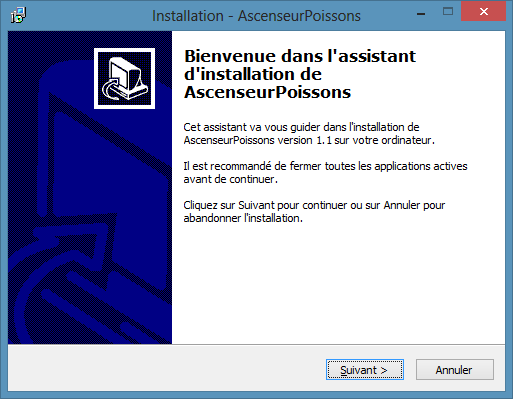 Installation - AscenseurPoissons
Bienvenue dans l'assistant
d'installation de
AscenseurPoissons
Cet assistant va vous guider dans l'installation de
AscenseurPoissons version 1.1 sur votre ordinateur.
Il est recommandé de fermer toutes les applications actives
avant de continuer.
Cliquez sur Suivant pour continuer ou sur Annuler pour
abandonner l'installation.
Suivant >
Annuler